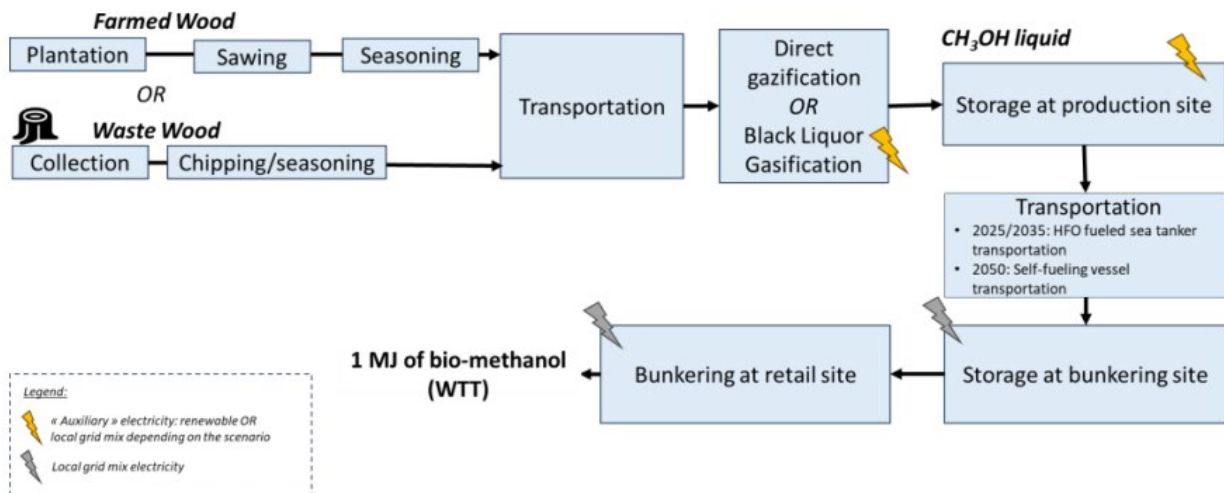 Farmed Wood
Plantation
Sawing
Seasoning
OR
Waste Wood
Collection
Chipping/seasoning
Transportation
Direct
gazification
OR
Black Liquor
Gasification
CH₃OH liquid
Storage at production site
Transportation
• 2025/2035: HFO fueled sea tanker
transportation
• 2050: Self-fueling vessel
transportation
Storage at bunkering site
Bunkering at retail site
1 MJ of bio-methanol
(WTT)
Legend:
« Auxiliary » electricity: renewable OR
local grid mix depending on the scenario
Local grid mix electricity